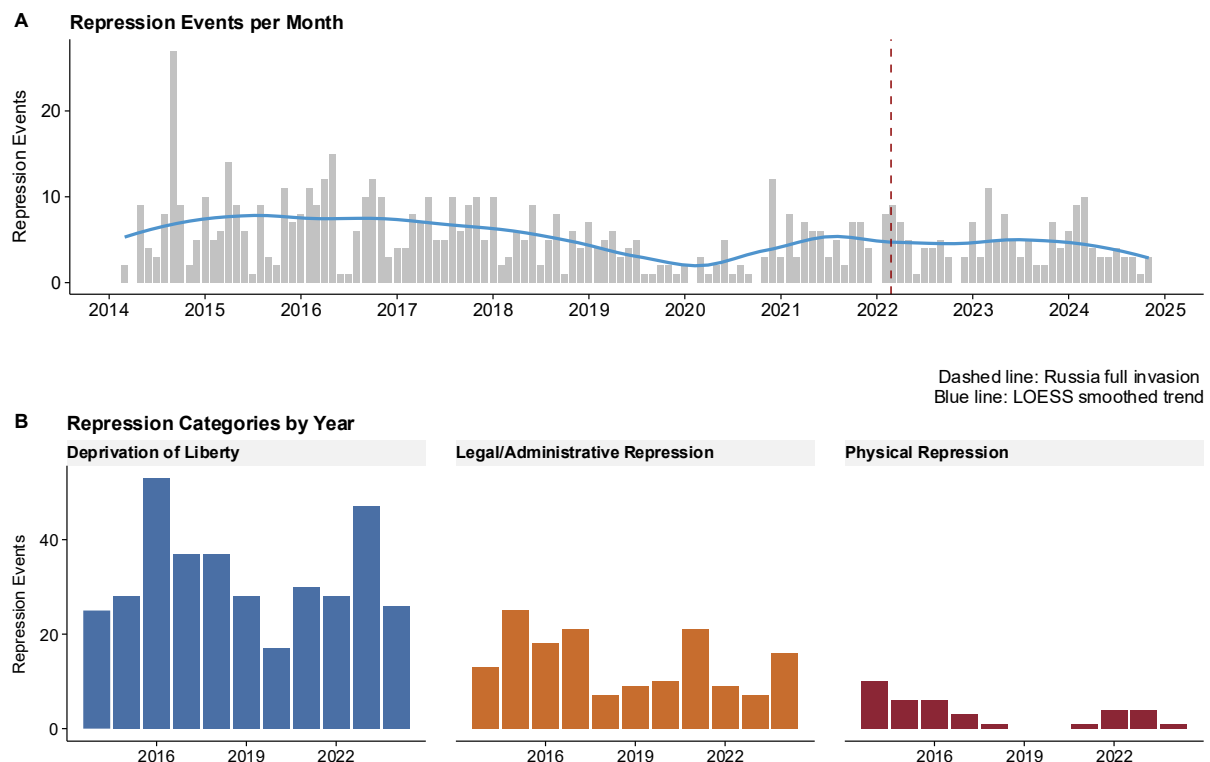 A
Repression Events per Month
Repression Events
20
10
0
2014 2015 2016 2017 2018 2019 2020 2021 2022 2023 2024 2025
Dashed line: Russia full invasion
Blue line: LOESS smoothed trend
B
Repression Categories by Year
Deprivation of Liberty
Legal/Administrative Repression
Physical Repression
Repression Events
40
20
0
2016 2019 2022
2016 2019 2022
2016 2019 2022